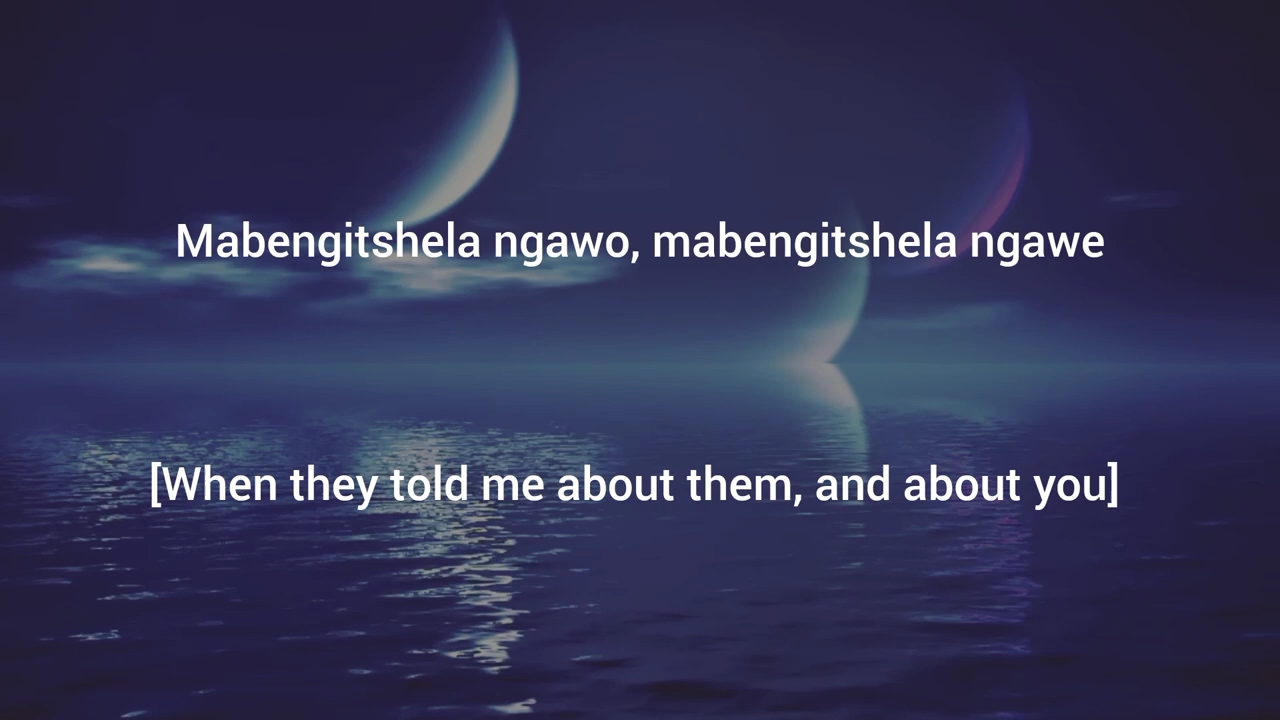 Mabengitshela ngawo, mabengitshela ngawe
[When they told me about them, and about you]